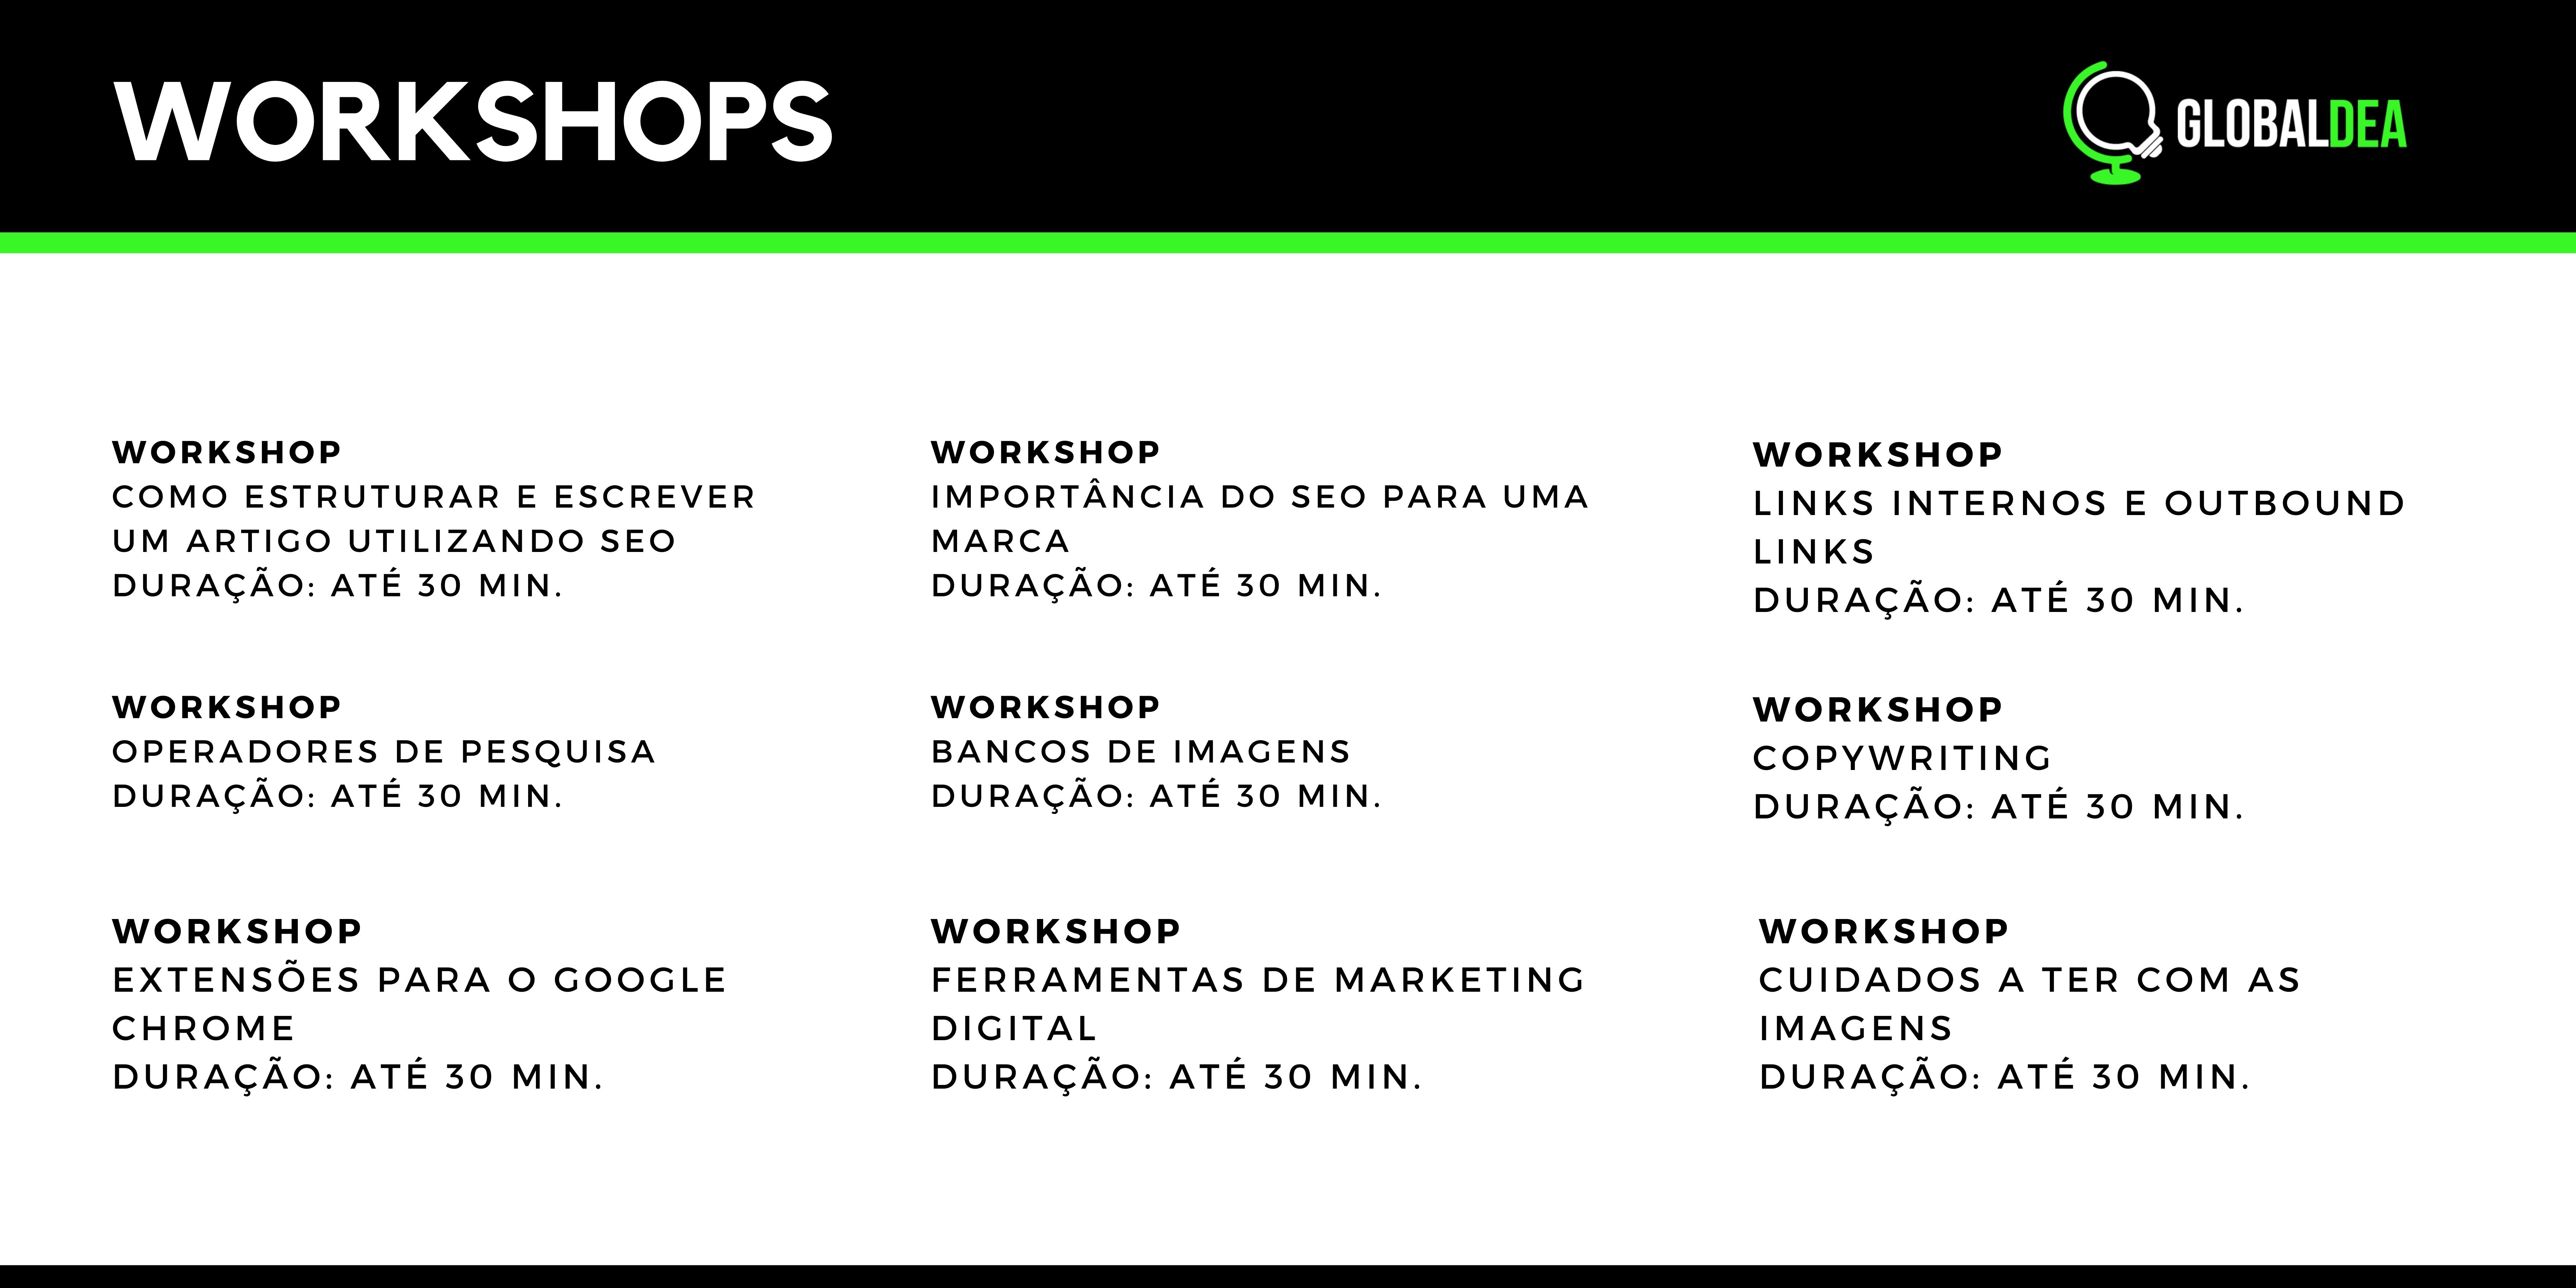 WORKSHOPS
GLOBALDEA
WORKSHOP
COMO ESTRUTURAR E ESCREVER
UM ARTIGO UTILIZANDO SEO
DURAÇÃO: ATÉ 30 MIN.
WORKSHOP
IMPORTÂNCIA DO SEO PARA UMA
MARCA
DURAÇÃO: ATÉ 30 MIN.
WORKSHOP
LINKS INTERNOS E OUTBOUND
LINKS
DURAÇÃO: ATÉ 30 MIN.
WORKSHOP
OPERADORES DE PESQUISA
DURAÇÃO: ATÉ 30 MIN.
WORKSHOP
BANCOS DE IMAGENS
DURAÇÃO: ATÉ 30 MIN.
WORKSHOP
COPYWRITING
DURAÇÃO: ATÉ 30 MIN.
WORKSHOP
EXTENSÕES PARA O GOOGLE
CHROME
DURAÇÃO: ATÉ 30 MIN.
WORKSHOP
FERRAMENTAS DE MARKETING
DIGITAL
DURAÇÃO: ATÉ 30 MIN.
WORKSHOP
CUIDADOS A TER COM AS
IMAGENS
DURAÇÃO: ATÉ 30 MIN.